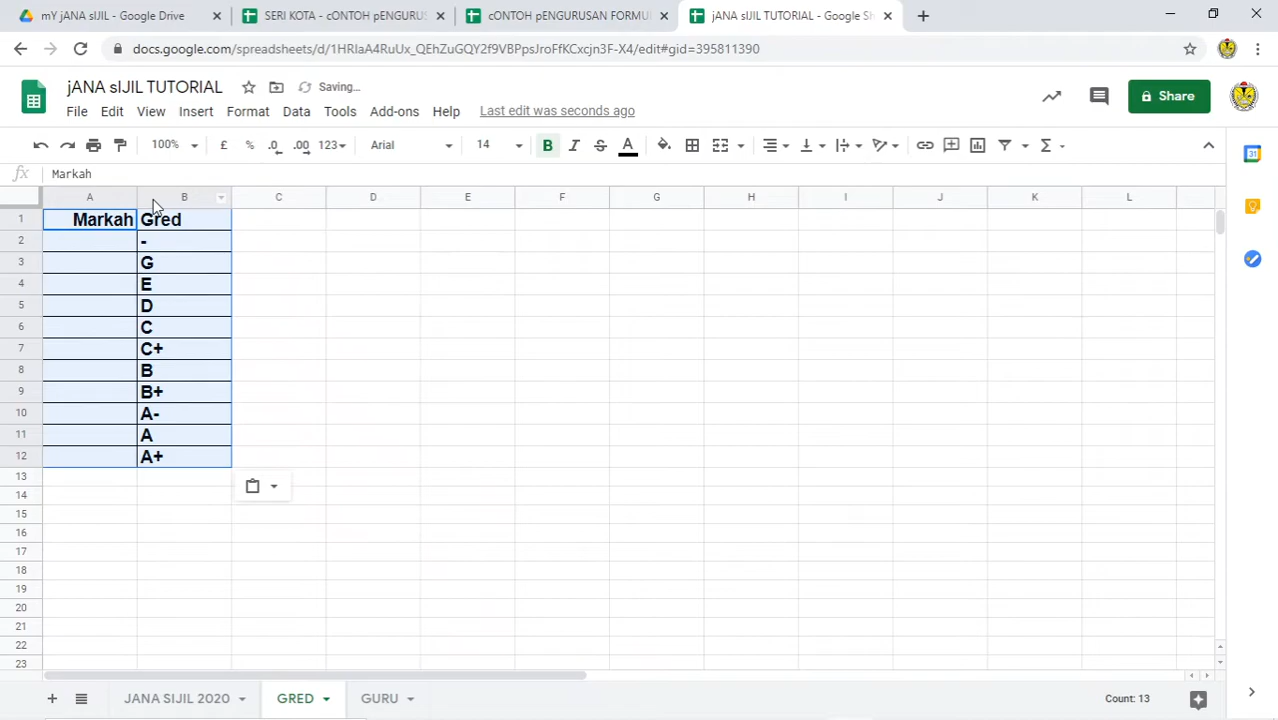 mY jANA sIJIL - Google Drive
SERI KOTA - cONTOH pENGURUS
cONTOH pENGURUSAN FORMU
jANA sIJIL TUTORIAL - Google Sh
docs.google.com/spreadsheets/d/1HRlaA4RuUx_QEhZuGQY2f9VBPpsJroFfKCxcjn3F-X4/edit#gid=395811390
jANA sIJIL TUTORIAL
Saving...
File Edit View Insert Format Data Tools Add-ons Help Last edit was seconds ago
Share
100% £ % .0 .00 123 Arial 14 B I S A Σ
fx Markah
A B C D E F G H I J K L
1 Markah Gred
2 -
3 G
4 E
5 D
6 C
7 C+
8 B
9 B+
10 A-
11 A
12 A+
13
14
15
16
17
18
19
20
21
22
23
JANA SIJIL 2020 GRED GURU Count: 13